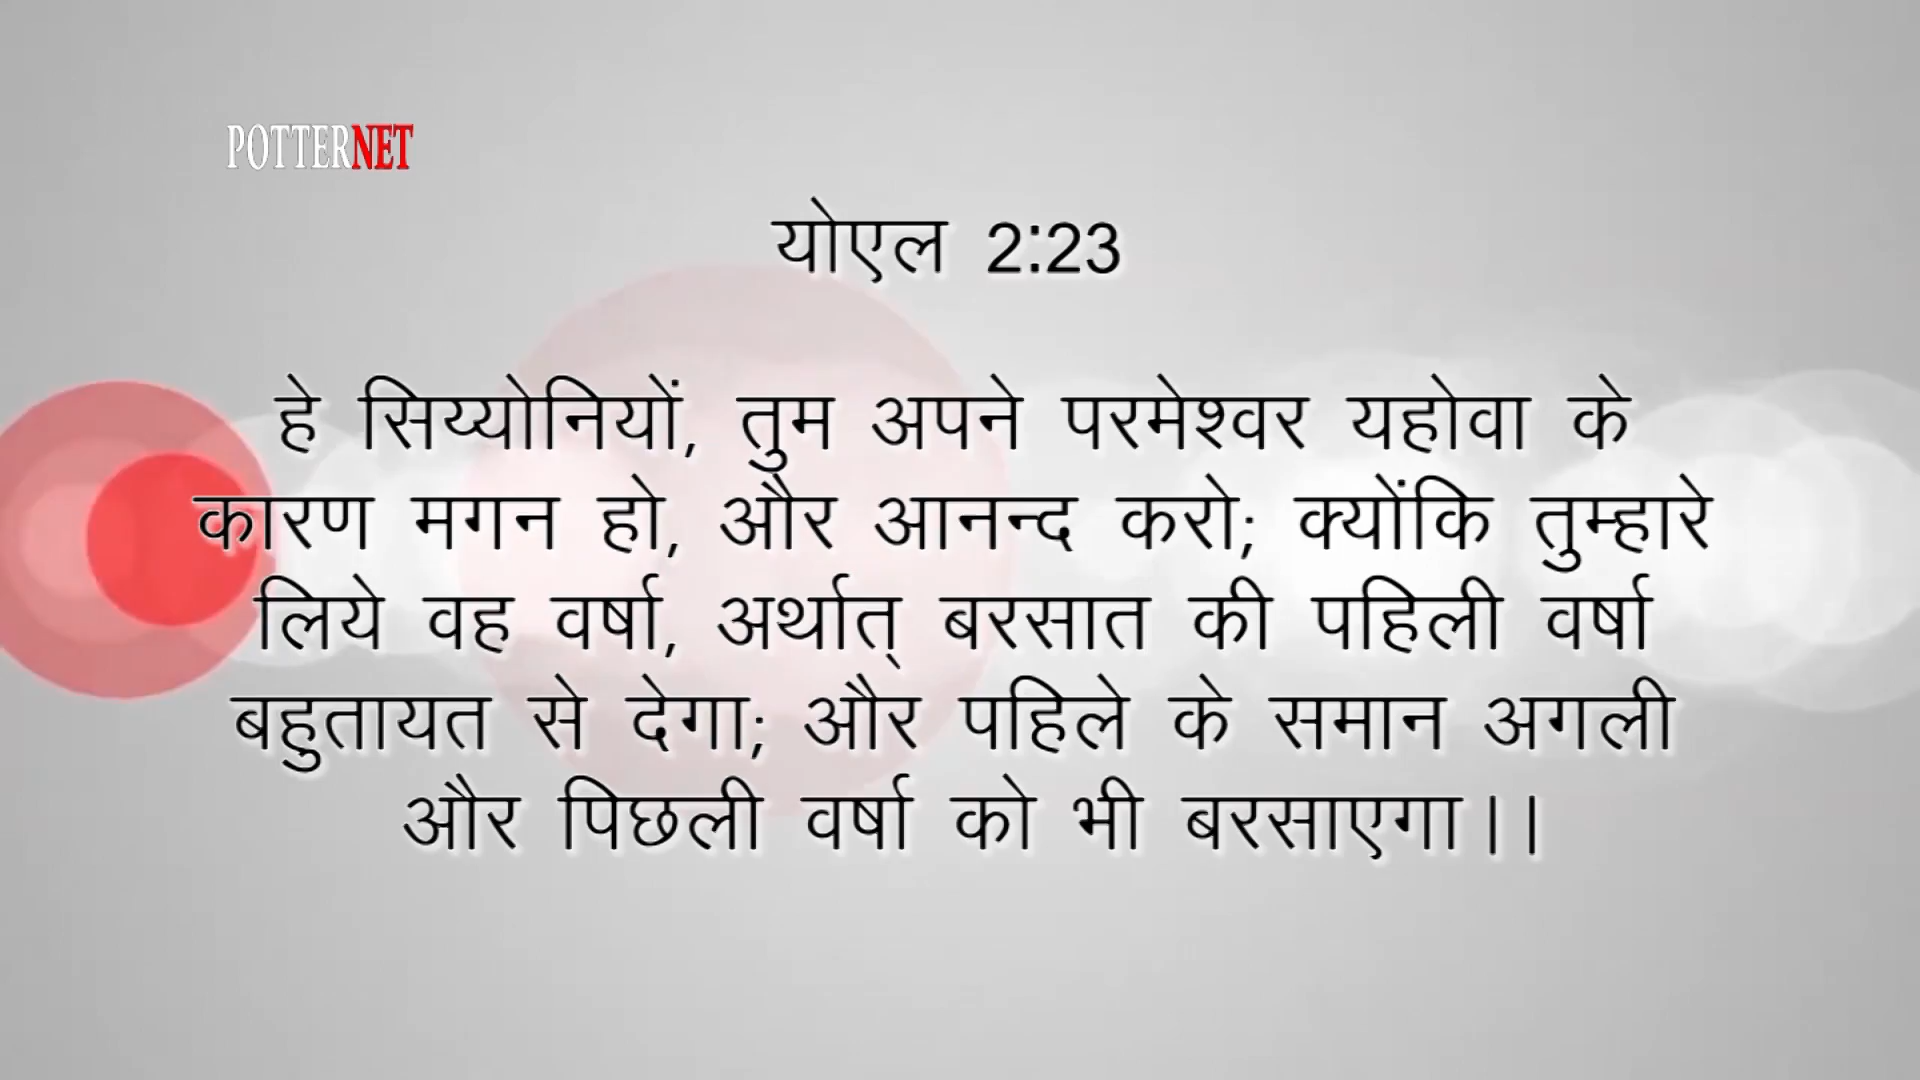 POTTERNET
योएल 2:23
हे सिय्योनियों, तुम अपने परमेश्वर यहोवा के
कारण मगन हो, और आनन्द करो; क्योंकि तुम्हारे
लिये वह वर्षा, अर्थात् बरसात की पहिली वर्षा
बहुतायत से देगा; और पहिले के समान अगली
और पिछली वर्षा को भी बरसाएगा।।